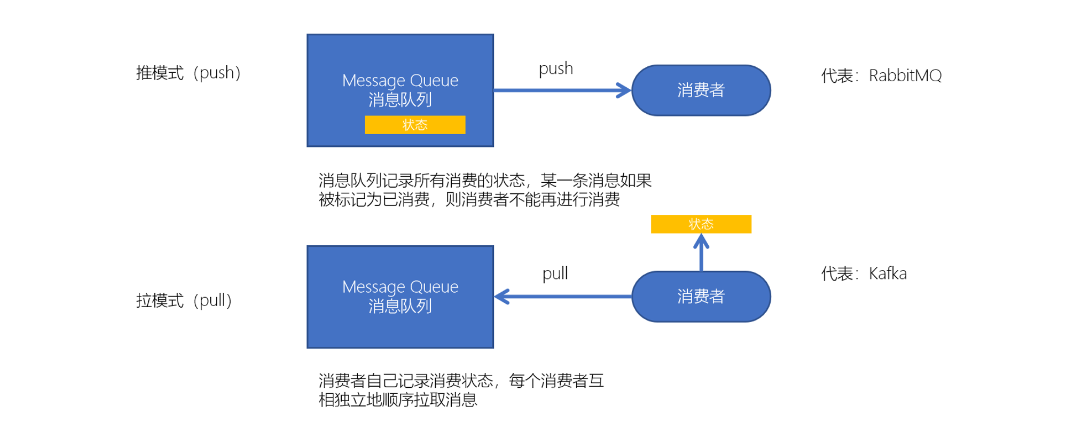 推模式（push）
Message Queue
消息队列
状态
push
消费者
代表：RabbitMQ
消息队列记录所有消费的状态，某一条消息如果
被标记为已消费，则消费者不能再进行消费
拉模式（pull）
Message Queue
消息队列
pull
状态
消费者
代表：Kafka
消费者自己记录消费状态，每个消费者互
相独立地顺序拉取消息